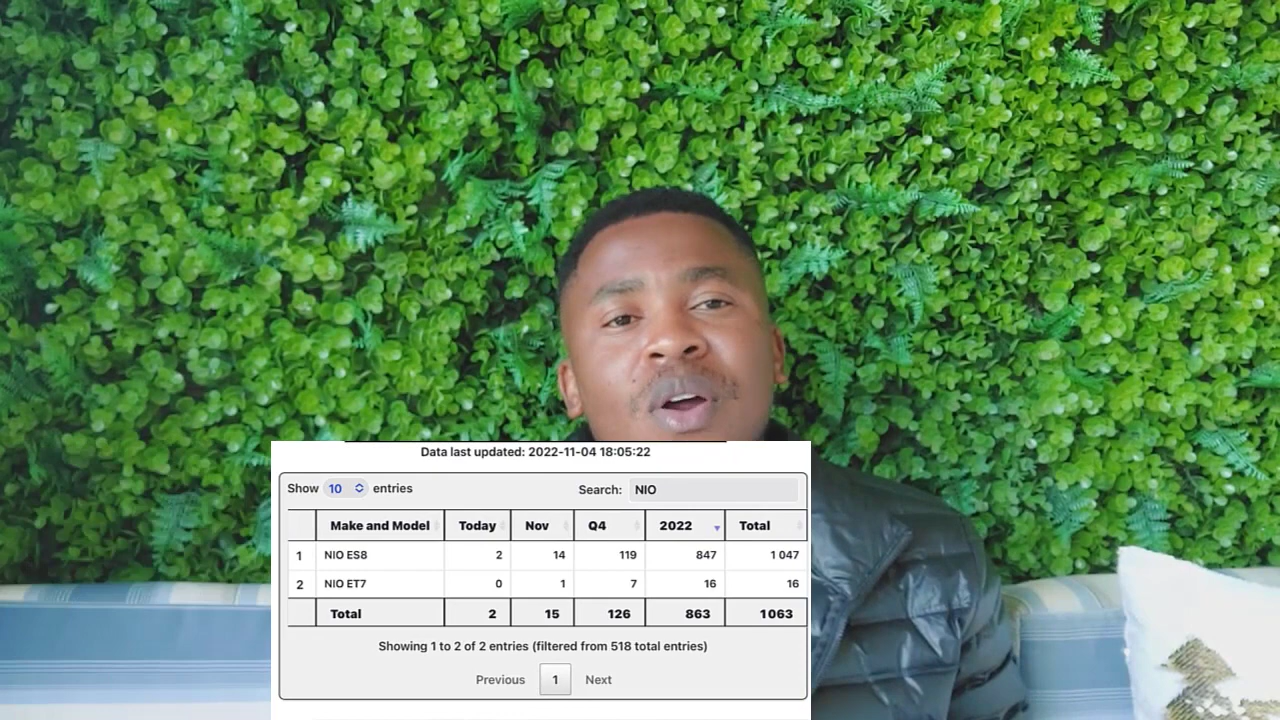 Data last updated: 2022-11-04 18:05:22
Show 10 entries Search: NIO
Make and Model Today Nov Q4 2022 Total
1 NIO ES8 2 14 119 847 1 047
2 NIO ET7 0 1 7 16 16
Total 2 15 126 863 1 063
Showing 1 to 2 of 2 entries (filtered from 518 total entries)
Previous 1 Next